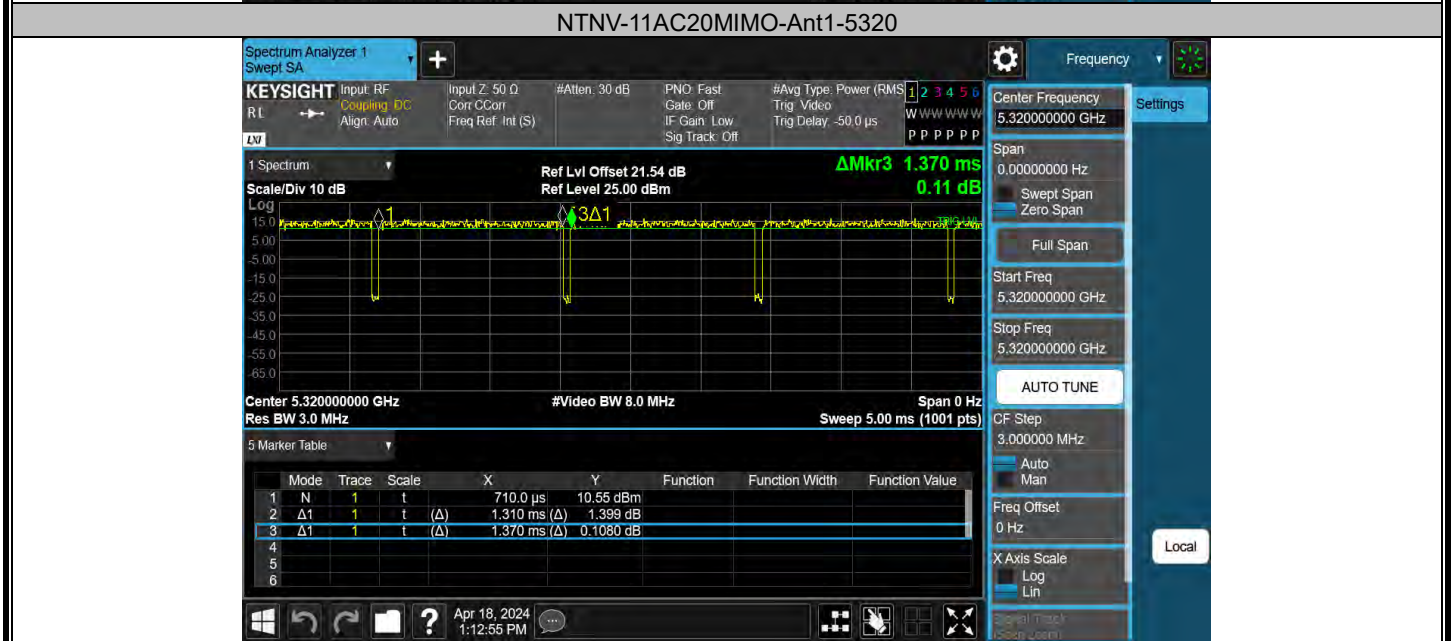 NTNV-11AC20MIMO-Ant1-5320
Spectrum Analyzer 1
Swept SA
Frequency
KEYSIGHT
RL
LXI
Input: RF
Coupling: DC
Align: Auto
Input Z: 50 Ω
Corr CCorr
Freq Ref: Int (S)
#Atten: 30 dB
PNO: Fast
Gate: Off
IF Gain: Low
Sig Track: Off
#Avg Type: Power (RMS
Trig: Video
Trig Delay: -50.0 µs
1 2 3 4 5 6
W W W W W W
P P P P P P
1 Spectrum
Scale/Div 10 dB
Ref Lvl Offset 21.54 dB
Ref Level 25.00 dBm
ΔMkr3 1.370 ms
0.11 dB
Log
15.0
5.00
-5.00
-15.0
-25.0
-35.0
-45.0
-55.0
-65.0
1
3Δ1
TRIG LVL
Center 5.320000000 GHz
#Video BW 8.0 MHz
Span 0 Hz
Res BW 3.0 MHz
Sweep 5.00 ms (1001 pts)
5 Marker Table
Mode Trace Scale X Y Function Function Width Function Value
1 N 1 t 710.0 µs 10.55 dBm
2 Δ1 1 t (Δ) 1.310 ms (Δ) 1.399 dB
3 Δ1 1 t (Δ) 1.370 ms (Δ) 0.1080 dB
4
5
6
Apr 18, 2024
1:12:55 PM
Center Frequency
5.320000000 GHz
Settings
Span
0.00000000 Hz
Swept Span
Zero Span
Full Span
Start Freq
5.320000000 GHz
Stop Freq
5.320000000 GHz
AUTO TUNE
CF Step
3.000000 MHz
Auto
Man
Freq Offset
0 Hz
X Axis Scale
Log
Lin
Local
Signal Track
(Span Zoom)